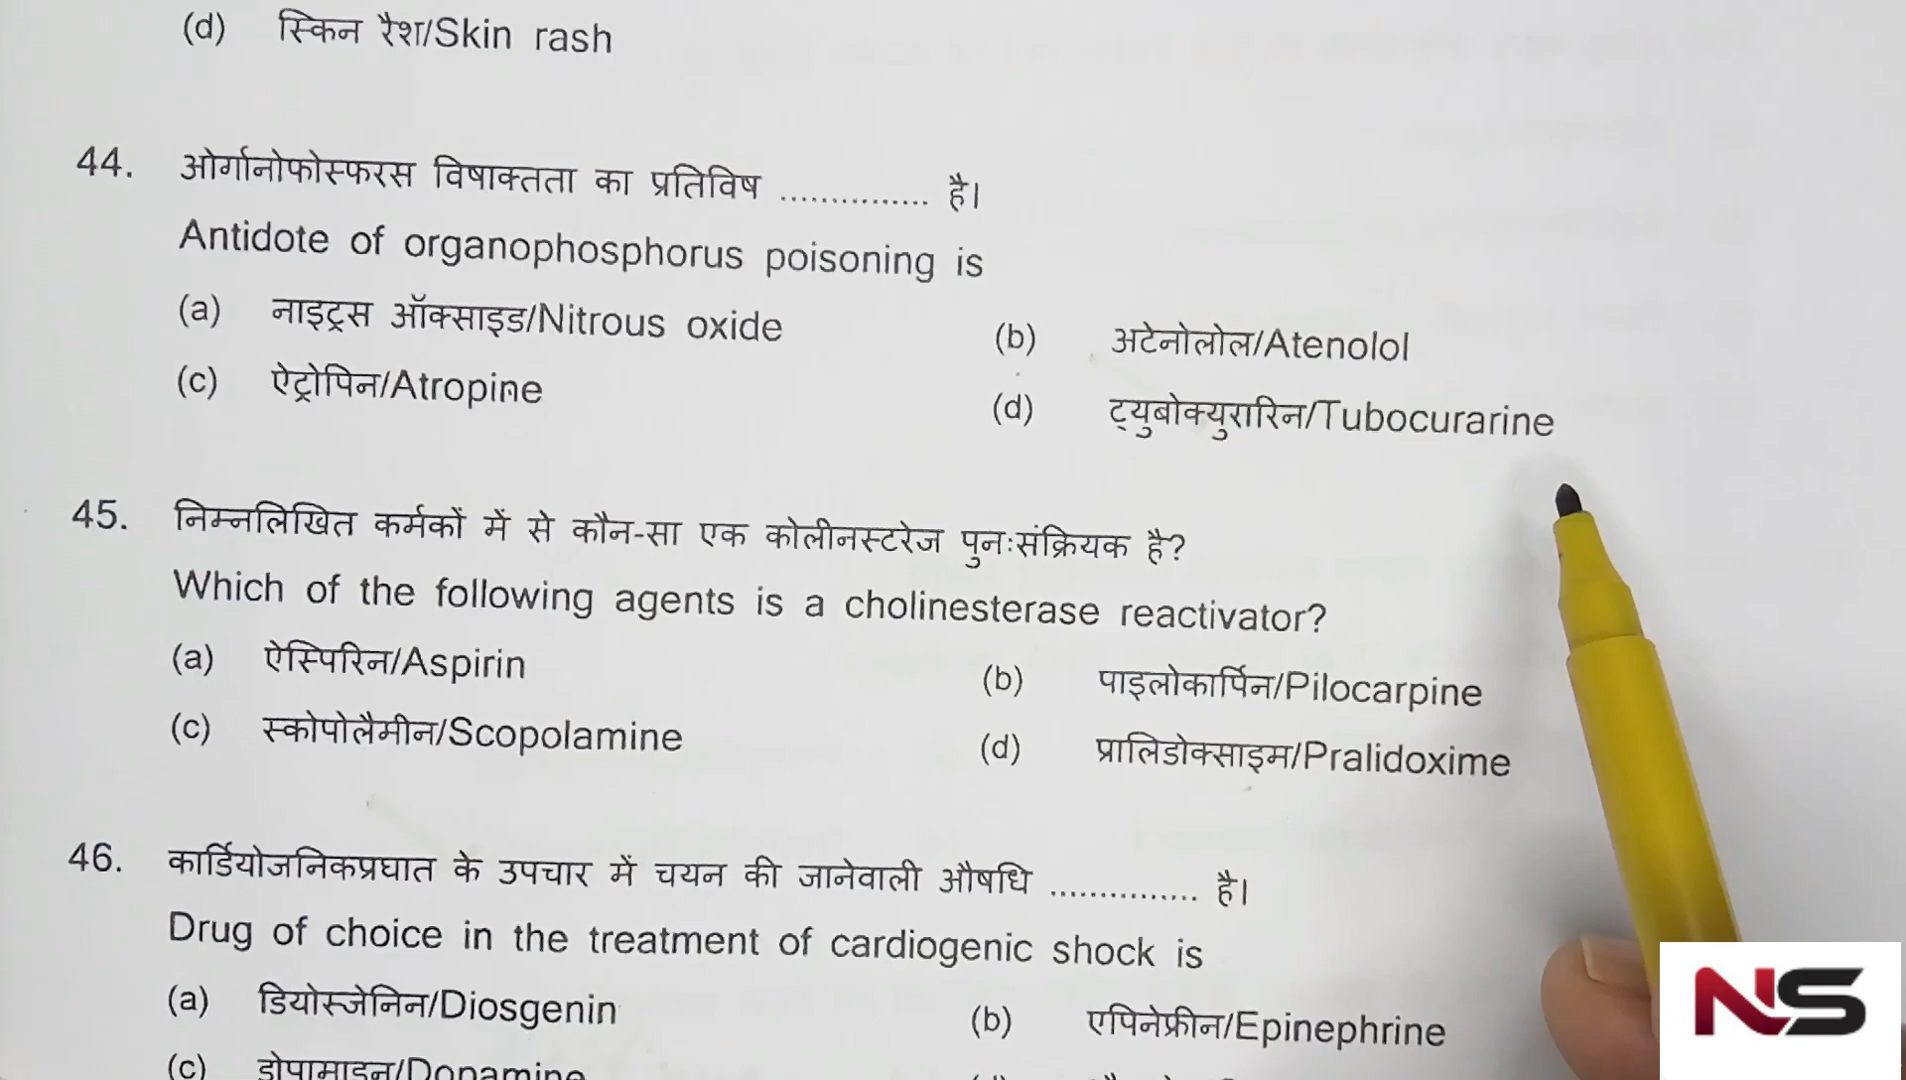 (d) स्किन रैश/Skin rash
44. ओर्गानोफोस्फरस विषाक्तता का प्रतिविष ............... है।
Antidote of organophosphorus poisoning is
(a) नाइट्रस ऑक्साइड/Nitrous oxide (b) अटेनोलोल/Atenolol
(c) ऐट्रोपिन/Atropine (d) ट्युबोक्युरारिन/Tubocurarine
45. निम्नलिखित कर्मकों में से कौन-सा एक कोलीनस्टरेज पुनःसंक्रियक है?
Which of the following agents is a cholinesterase reactivator?
(a) ऐस्पिरिन/Aspirin (b) पाइलोकार्पिन/Pilocarpine
(c) स्कोपोलैमीन/Scopolamine (d) प्रालिडोक्साइम/Pralidoxime
46. कार्डियोजनिकप्रघात के उपचार में चयन की जानेवाली औषधि ............... है।
Drug of choice in the treatment of cardiogenic shock is
(a) डियोस्जेनिन/Diosgenin (b) एपिनेफ्रीन/Epinephrine
(c) डोपामाइन/Dopamine
NS